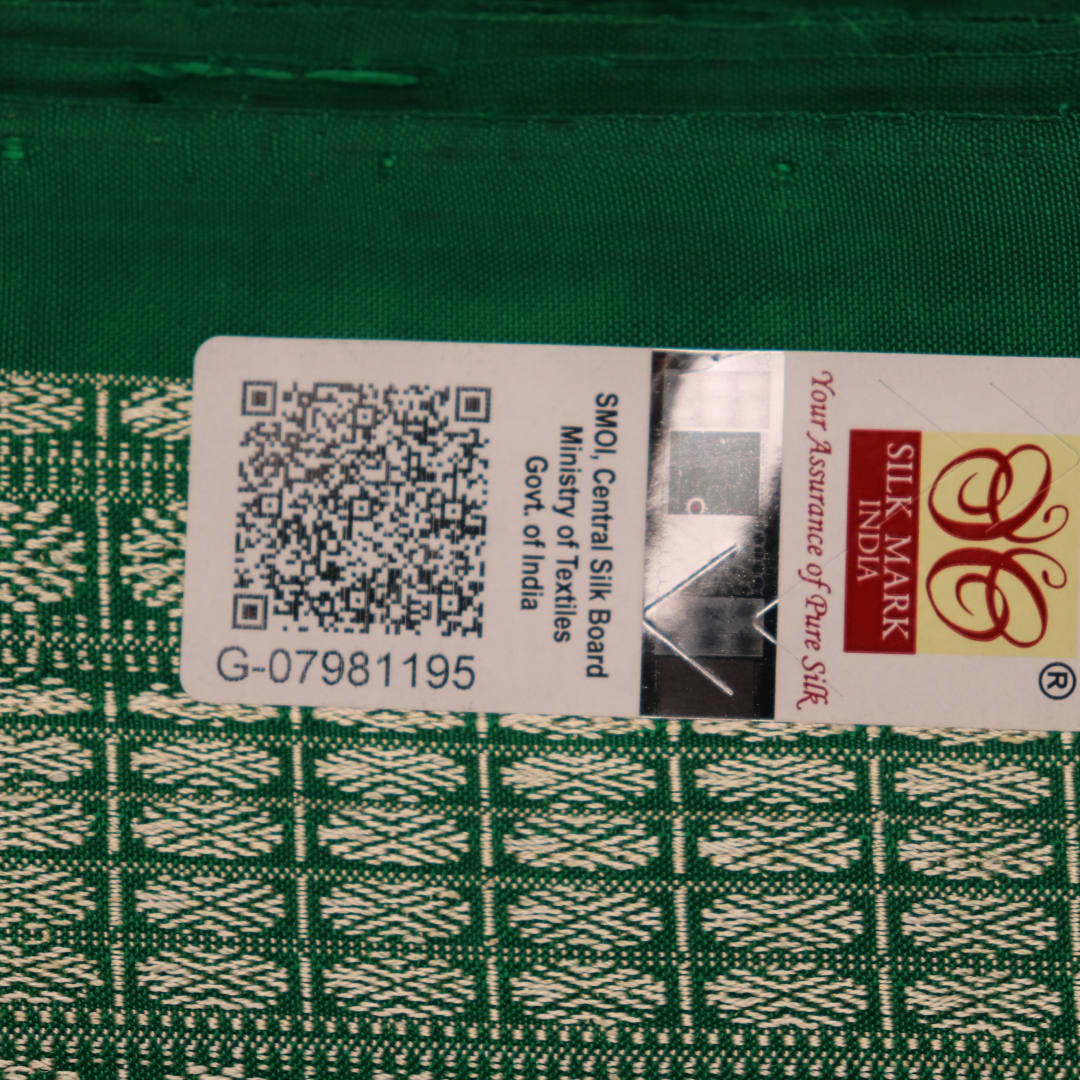 G-07981195
SMOI, Central Silk Board
Ministry of Textiles
Govt. of India
Your Assurance of Pure Silk
SILK MARK
INDIA
®